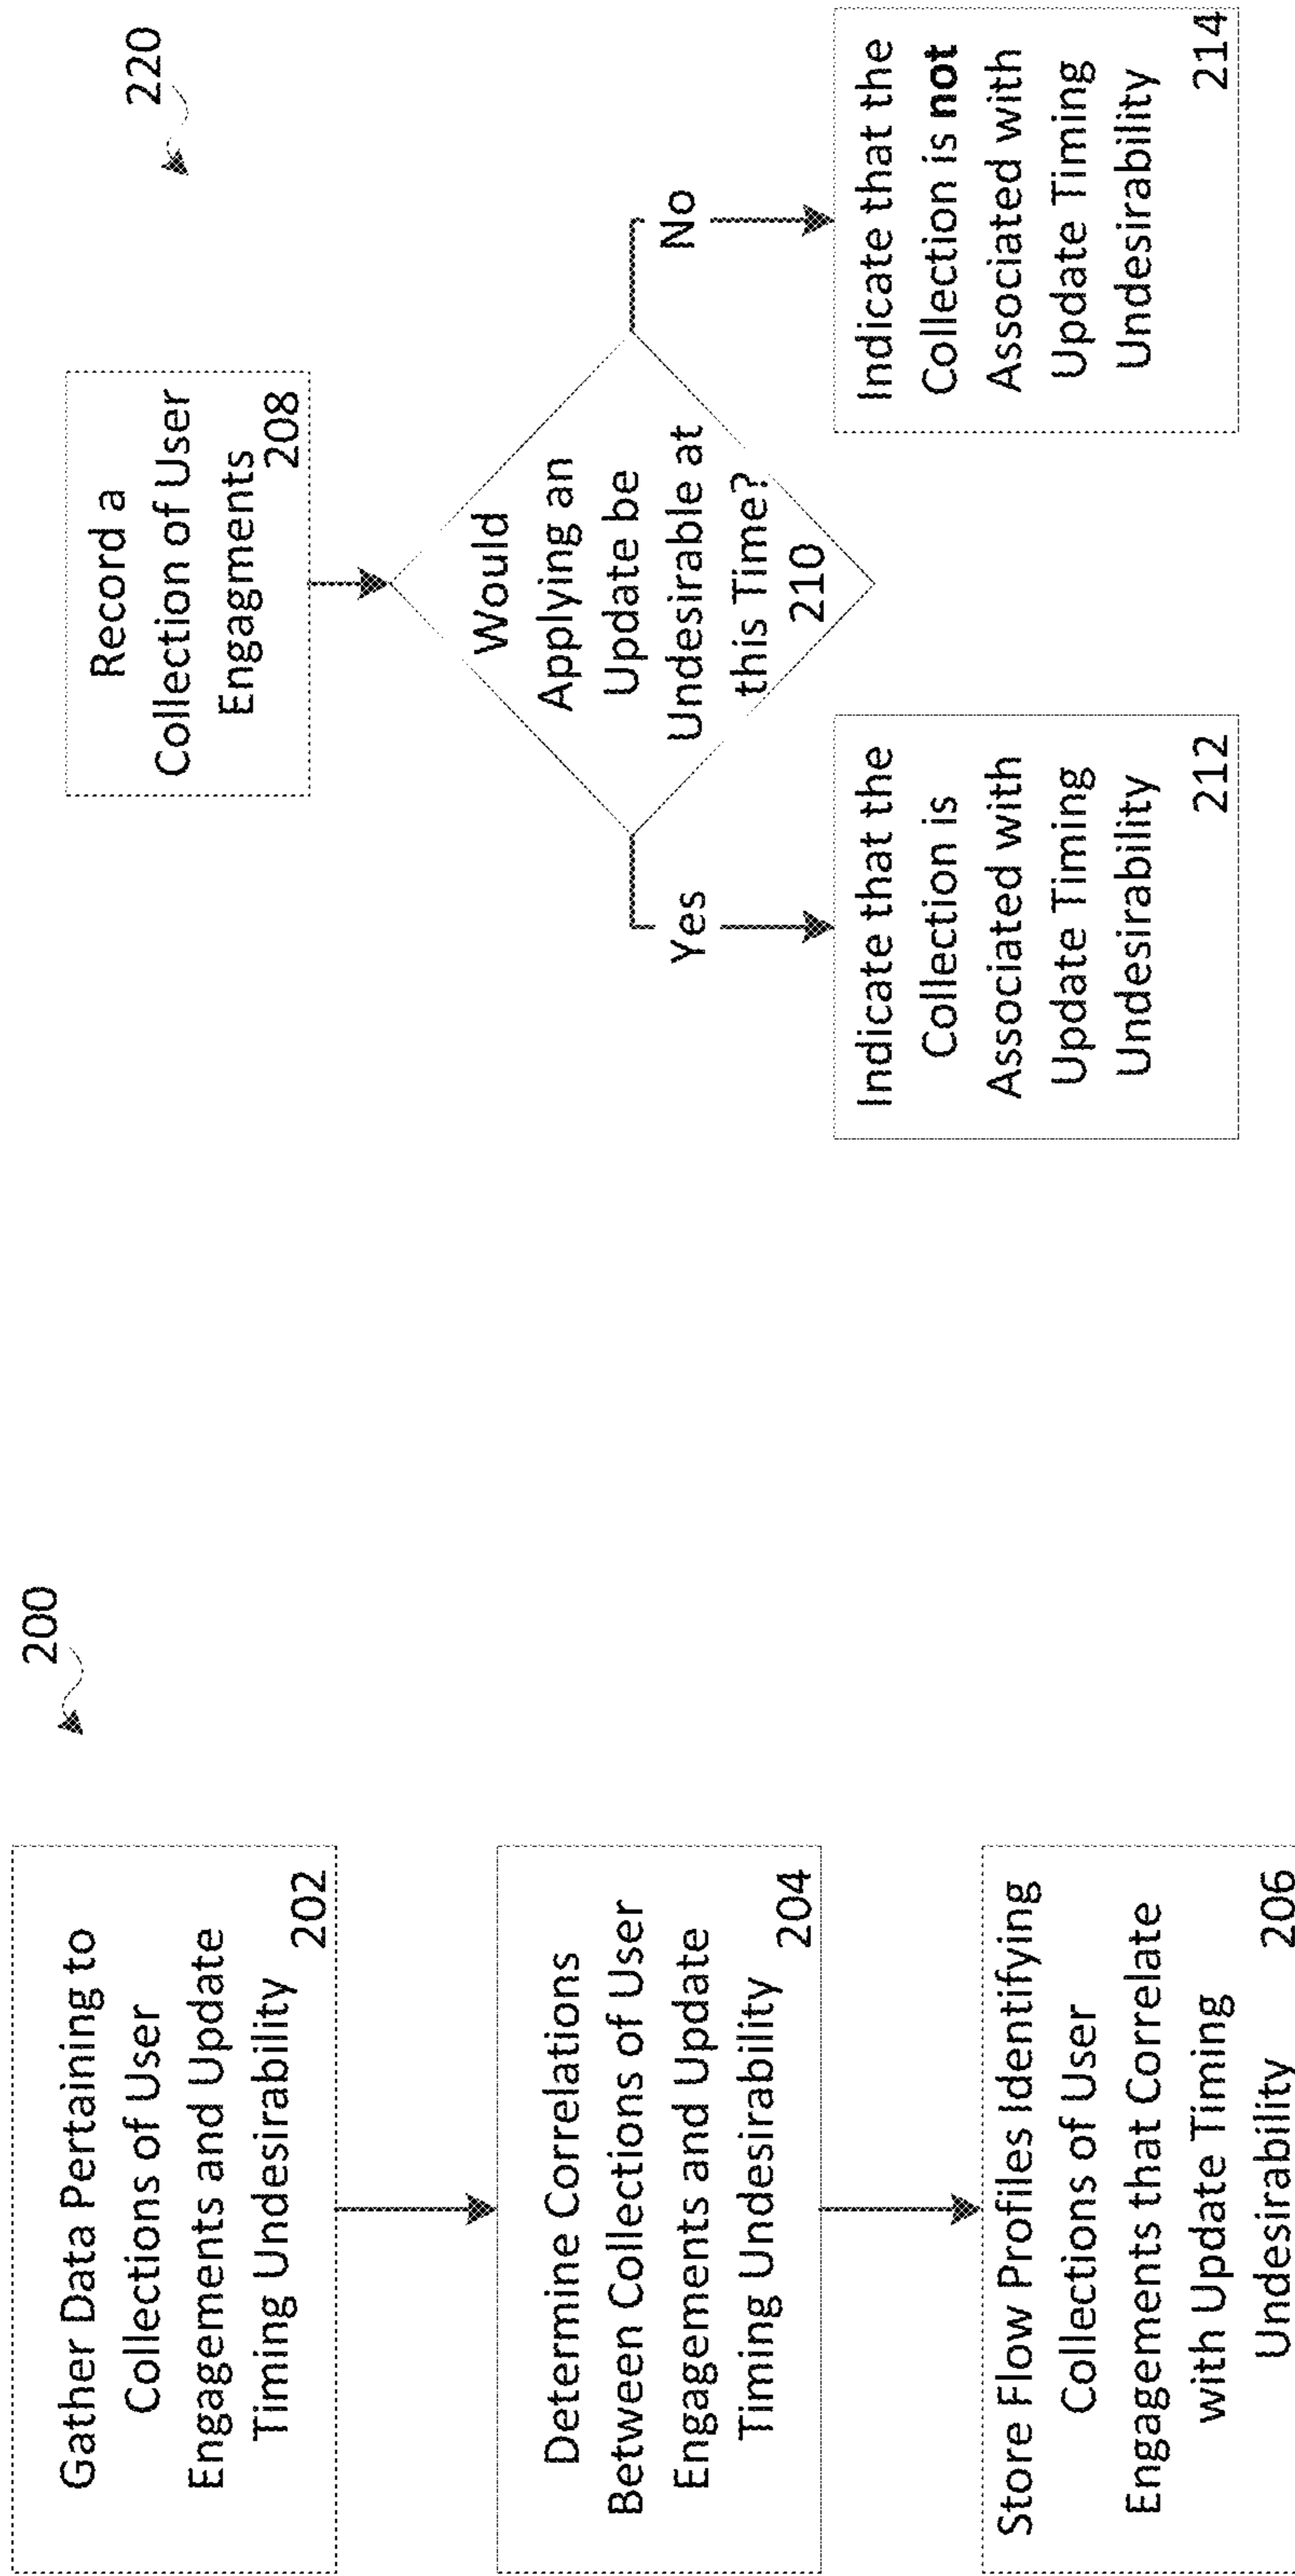 200
Gather Data Pertaining to
Collections of User
Engagements and Update
Timing Undesirability
202
Determine Correlations
Between Collections of User
Engagements and Update
Timing Undesirability
204
Store Flow Profiles Identifying
Collections of User
Engagements that Correlate
with Update Timing
Undesirability
206
220
Record a
Collection of User
Engagments
208
Would
Applying an
Update be
Undesirable at
this Time?
210
Yes
No
Indicate that the
Collection is
Associated with
Update Timing
Undesirability
212
Indicate that the
Collection is not
Associated with
Update Timing
Undesirability
214